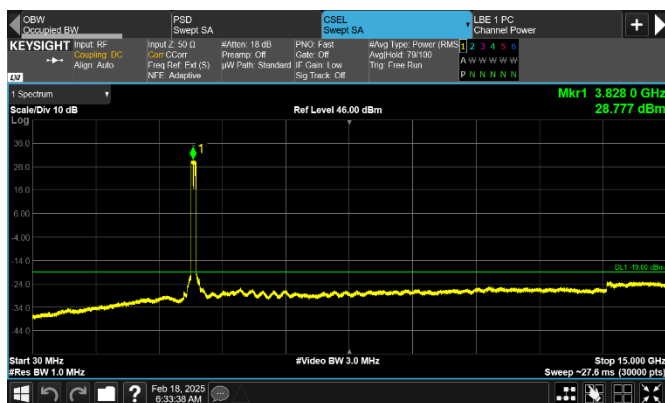 OBW
Occupied BW
PSD
Swept SA
CSEL
Swept SA
LBE 1 PC
Channel Power
KEYSIGHT
Input: RF
Coupling: DC
Align: Auto
Input Z: 50 Ω
Corr CCorr
Freq Ref: Ext (S)
NFE: Adaptive
#Atten: 18 dB
Preamp: Off
µW Path: Standard
PNO: Fast
Gate: Off
IF Gain: Low
Sig Track: Off
#Avg Type: Power (RMS)
Avg|Hold: 79/100
Trig: Free Run
1 2 3 4 5 6
A W W W W W
P N N N N N
LXI
1 Spectrum
Scale/Div 10 dB
Log
Ref Level 46.00 dBm
Mkr1 3.828 0 GHz
28.777 dBm
1
36.0
26.0
16.0
6.00
-4.00
-14.0
DL1 -19.00 dBm
-24.0
-34.0
-44.0
Start 30 MHz
#Res BW 1.0 MHz
#Video BW 3.0 MHz
Stop 15.000 GHz
Sweep ~27.6 ms (30000 pts)
?
Feb 18, 2025
6:33:38 AM